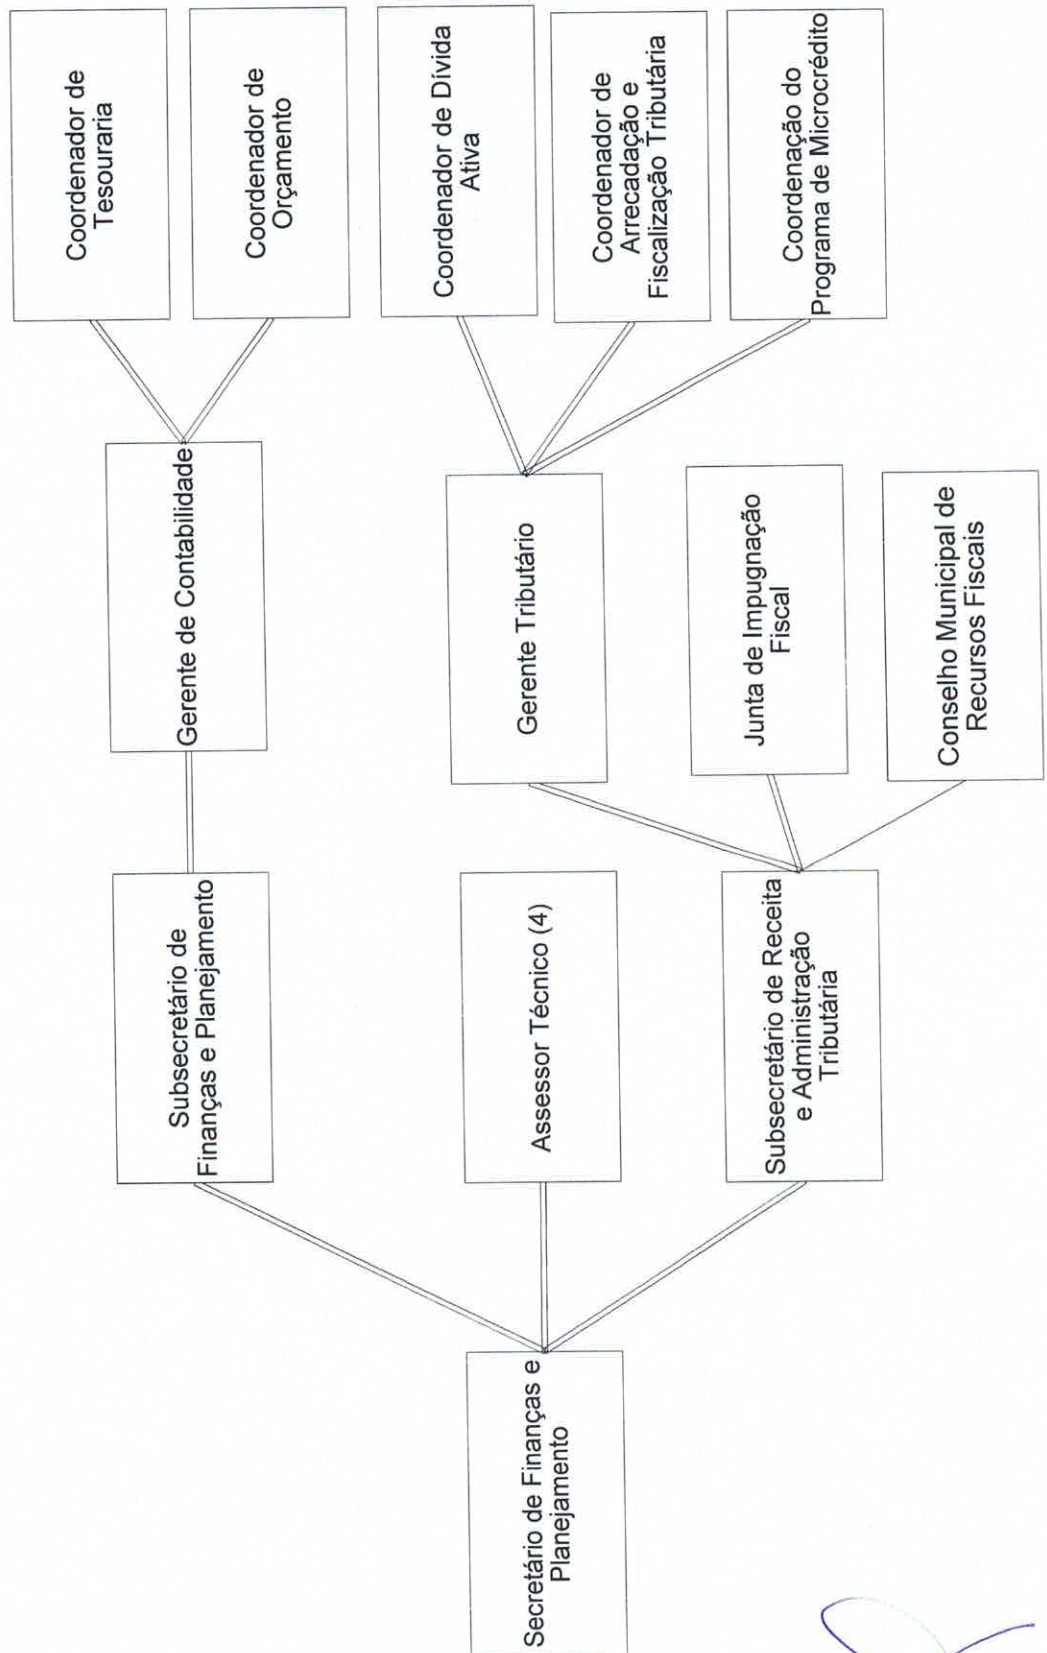 Secretário de Finanças e
Planejamento
Subsecretário de
Finanças e Planejamento
Assessor Técnico (4)
Subsecretário de Receita
e Administração
Tributária
Gerente de Contabilidade
Gerente Tributário
Junta de Impugnação
Fiscal
Conselho Municipal de
Recursos Fiscais
Coordenador de
Tesouraria
Coordenador de
Orçamento
Coordenador de Dívida
Ativa
Coordenador de
Arrecadação e
Fiscalização Tributária
Coordenação do
Programa de Microcrédito